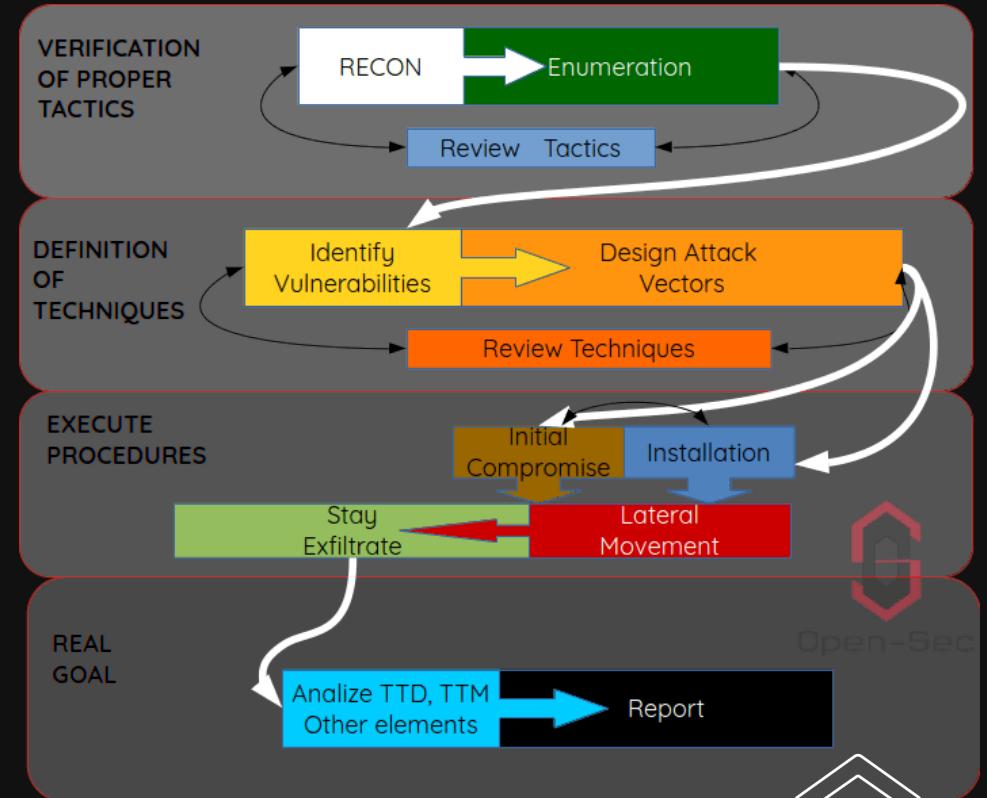 VERIFICATION
OF PROPER
TACTICS
RECON
Enumeration
Review Tactics
DEFINITION
OF
TECHNIQUES
Identify
Vulnerabilities
Design Attack
Vectors
Review Techniques
EXECUTE
PROCEDURES
Initial
Compromise
Installation
Stay
Exfiltrate
Lateral
Movement
Open-Sec
REAL
GOAL
Analize TTD, TTM
Other elements
Report